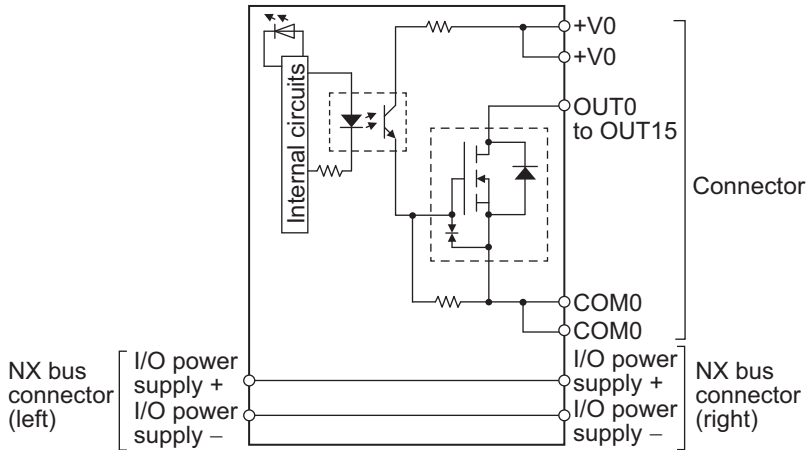 +V0
+V0
OUT0
to OUT15
Internal circuits
Connector
COM0
COM0
NX bus
connector
(left)
I/O power
supply +
I/O power
supply −
I/O power
supply +
I/O power
supply −
NX bus
connector
(right)